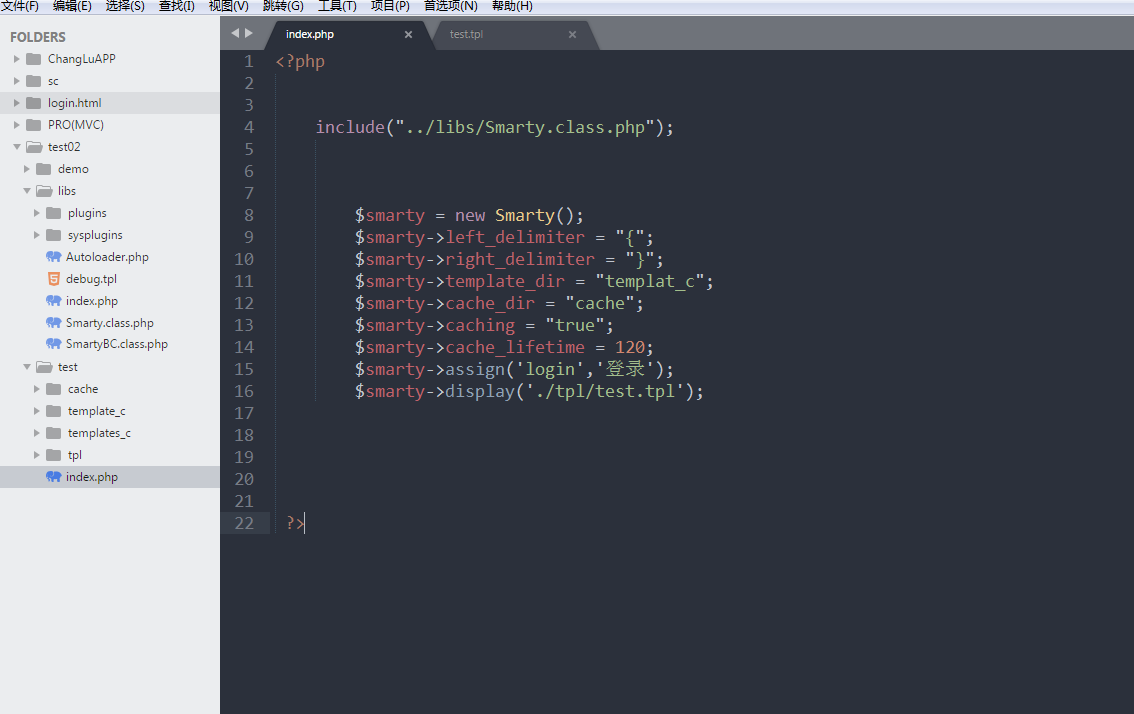 文件(F) 编辑(E) 选择(S) 查找(I) 视图(V) 跳转(G) 工具(T) 项目(P) 首选项(N) 帮助(H)
FOLDERS
ChangLuAPP
sc
login.html
PRO(MVC)
test02
demo
libs
plugins
sysplugins
Autoloader.php
debug.tpl
index.php
Smarty.class.php
SmartyBC.class.php
test
cache
template_c
templates_c
tpl
index.php
index.php × test.tpl ×
1 <?php
2
3
4 include("../libs/Smarty.class.php");
5
6
7
8 $smarty = new Smarty();
9 $smarty->left_delimiter = "{";
10 $smarty->right_delimiter = "}";
11 $smarty->template_dir = "templat_c";
12 $smarty->cache_dir = "cache";
13 $smarty->caching = "true";
14 $smarty->cache_lifetime = 120;
15 $smarty->assign('login','登录');
16 $smarty->display('./tpl/test.tpl');
17
18
19
20
21
22 ?>